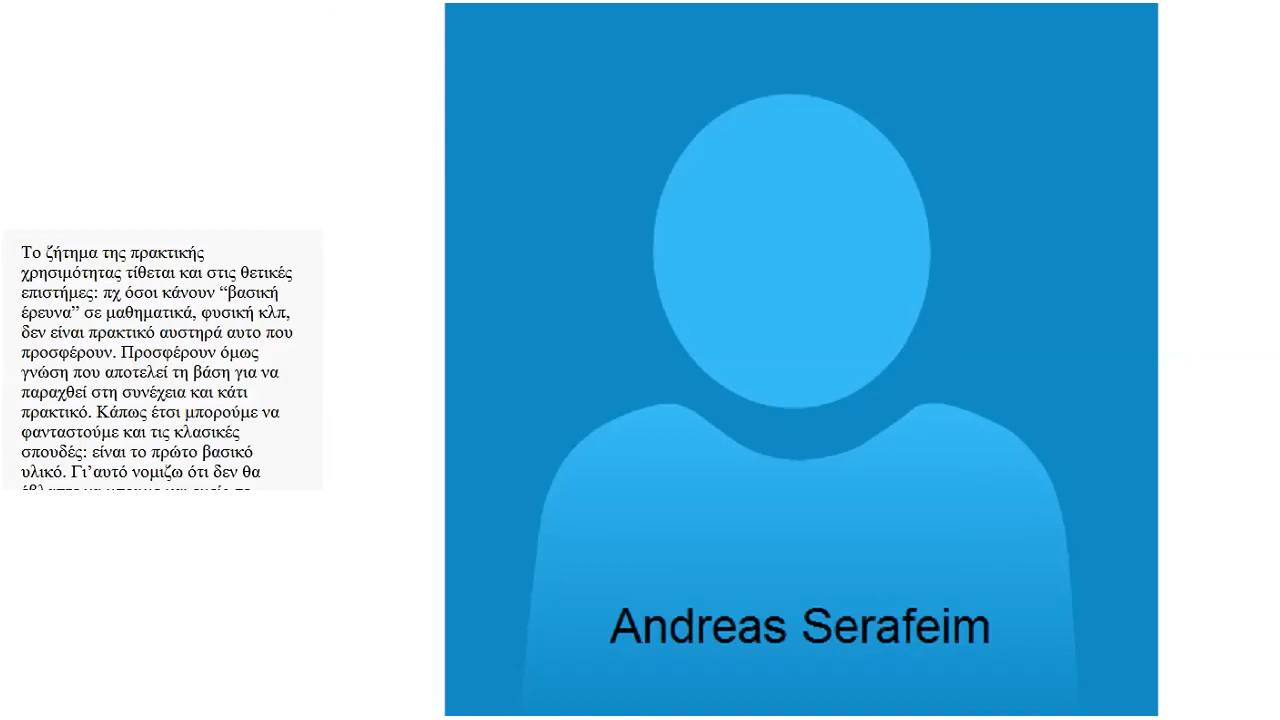 Το ζήτημα της πρακτικής
χρησιμότητας τίθεται και στις θετικές
επιστήμες: πχ όσοι κάνουν “βασική
έρευνα” σε μαθηματικά, φυσική κλπ,
δεν είναι πρακτικό αυστηρά αυτο που
προσφέρουν. Προσφέρουν όμως
γνώση που αποτελεί τη βάση για να
παραχθεί στη συνέχεια και κάτι
πρακτικό. Κάπως έτσι μπορούμε να
φανταστούμε και τις κλασικές
σπουδές: είναι το πρώτο βασικό
υλικό. Γι’αυτό νομιζω ότι δεν θα
Andreas Serafeim